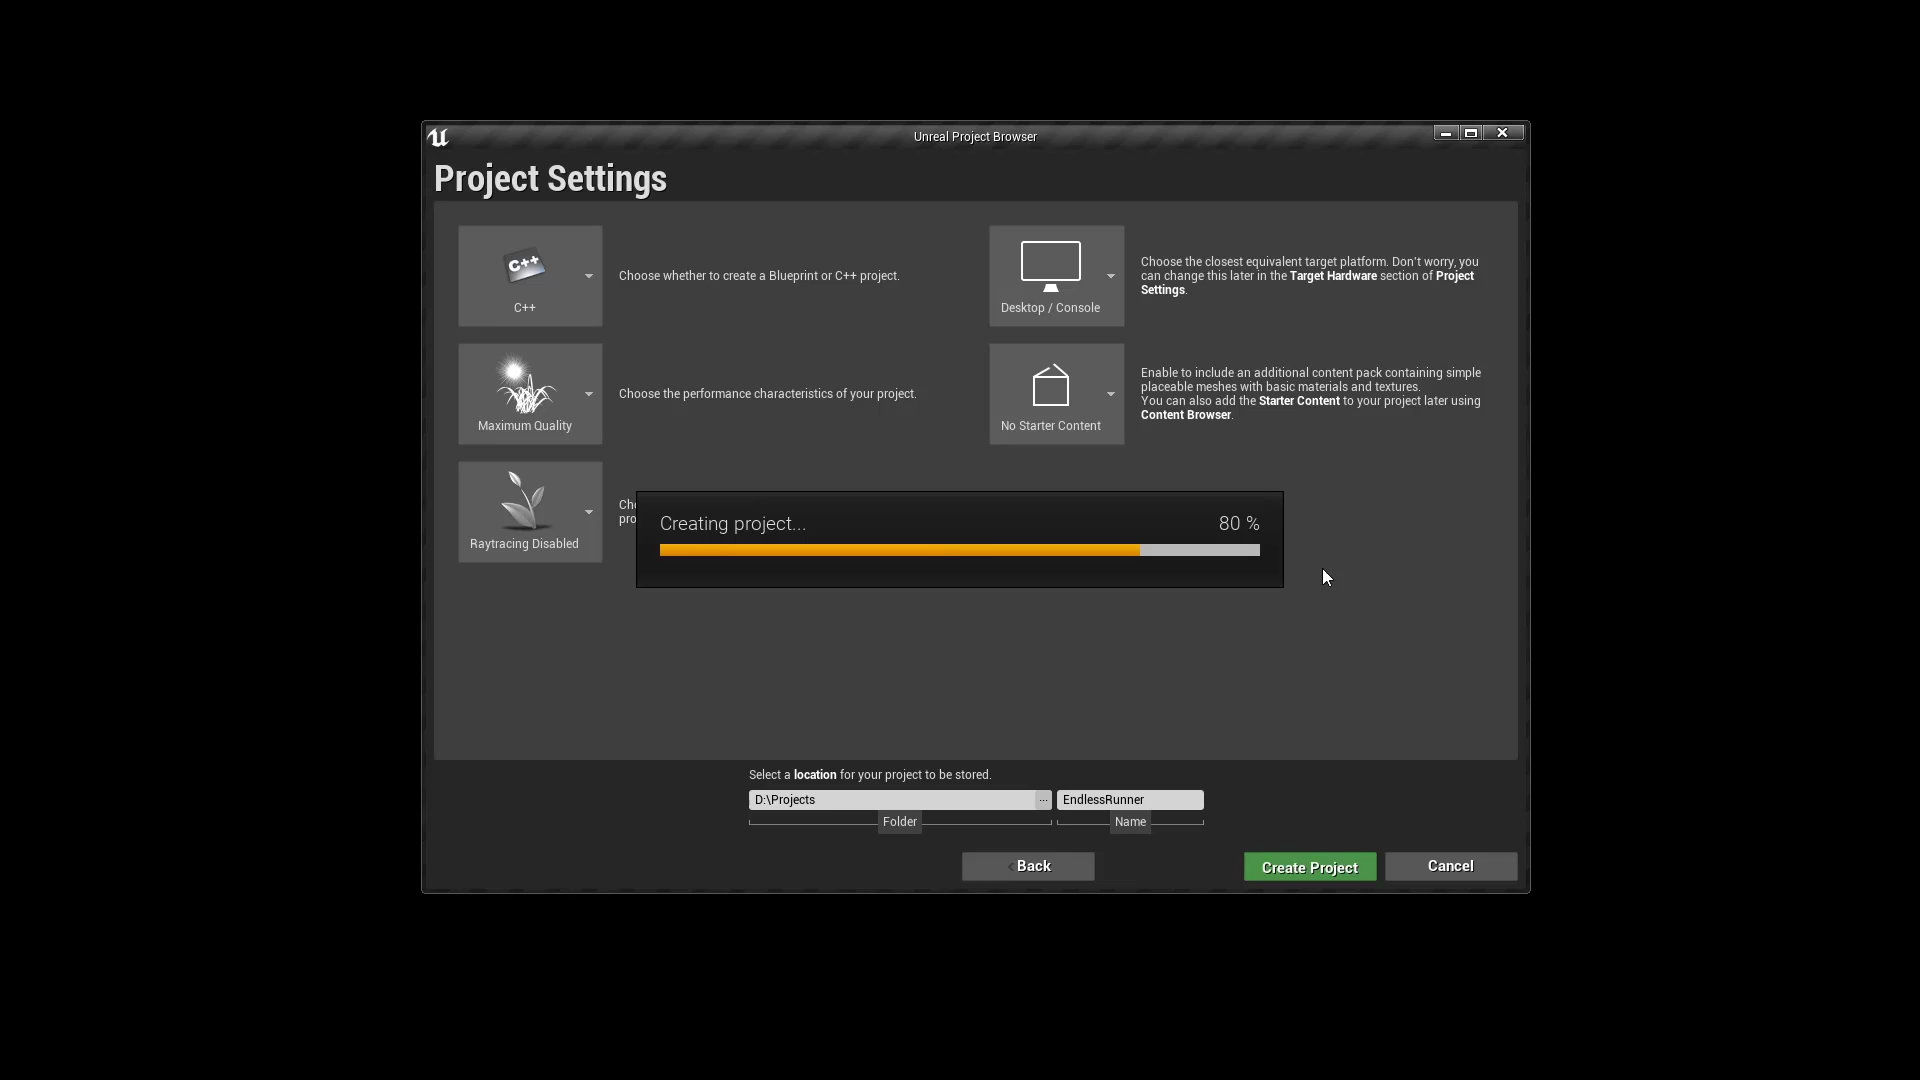 Unreal Project Browser
Project Settings
C++
C++
Choose whether to create a Blueprint or C++ project.
Desktop / Console
Choose the closest equivalent target platform. Don't worry, you
can change this later in the Target Hardware section of Project
Settings.
Maximum Quality
Choose the performance characteristics of your project.
No Starter Content
Enable to include an additional content pack containing simple
placeable meshes with basic materials and textures.
You can also add the Starter Content to your project later using
Content Browser.
Raytracing Disabled
Creating project...
80 %
Select a location for your project to be stored.
D:\Projects
...
EndlessRunner
Folder
Name
Back
Create Project
Cancel